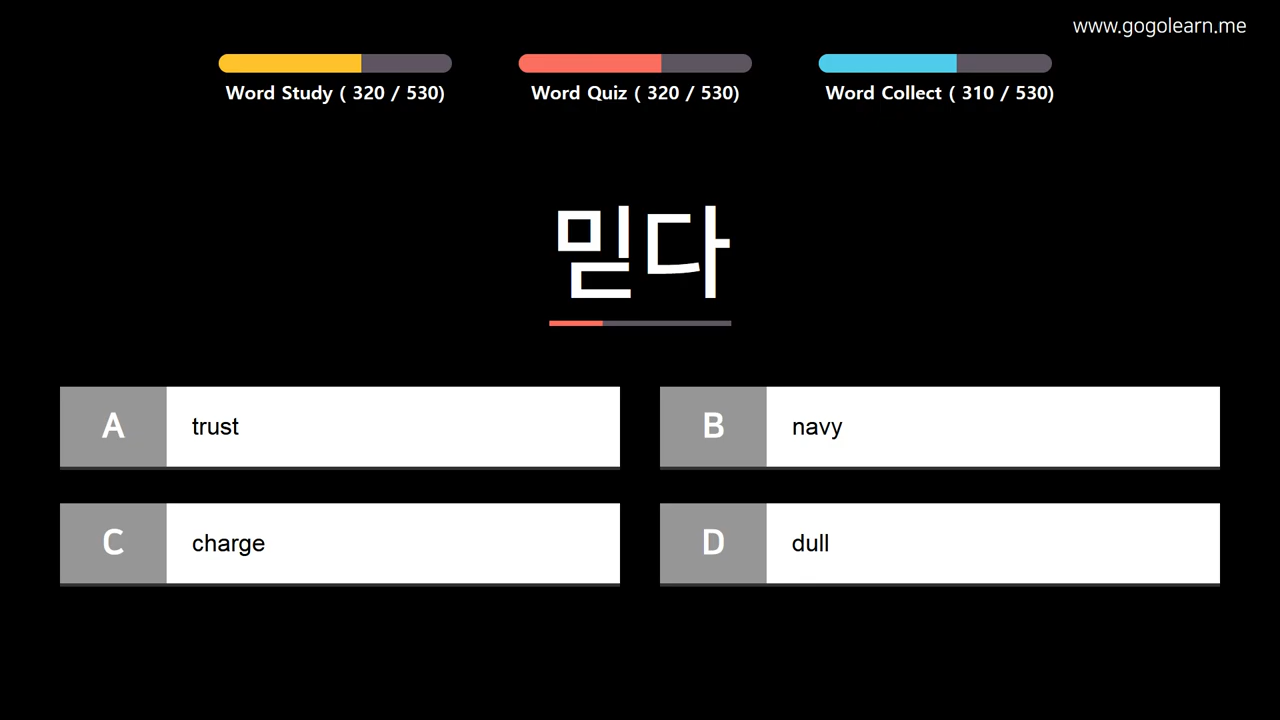 www.gogolearn.me
Word Study ( 320 / 530)
Word Quiz ( 320 / 530)
Word Collect ( 310 / 530)
믿다
A trust
B navy
C charge
D dull